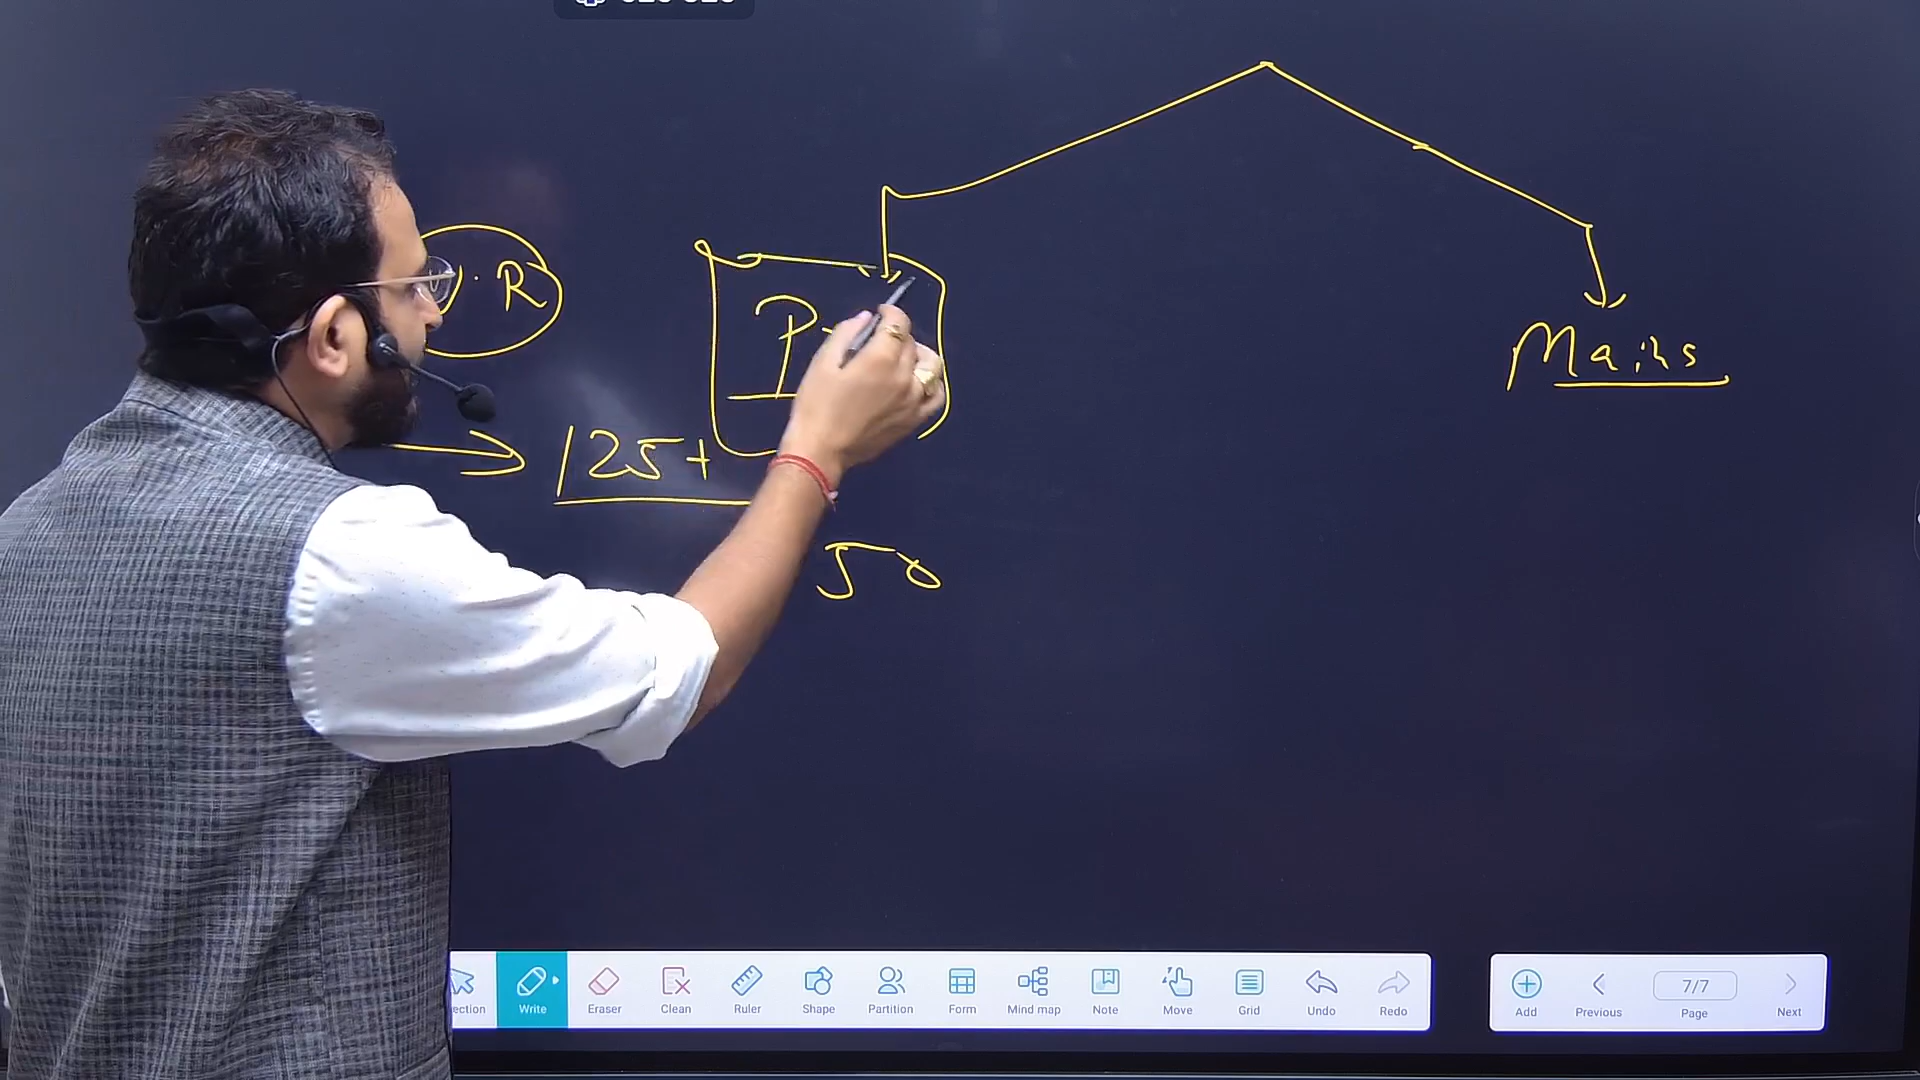 R
P
Mains
125+
50
ection Write Eraser Clean Ruler Shape Partition Form Mind map Note Move Grid Undo Redo
Add Previous 7/7 Page Next